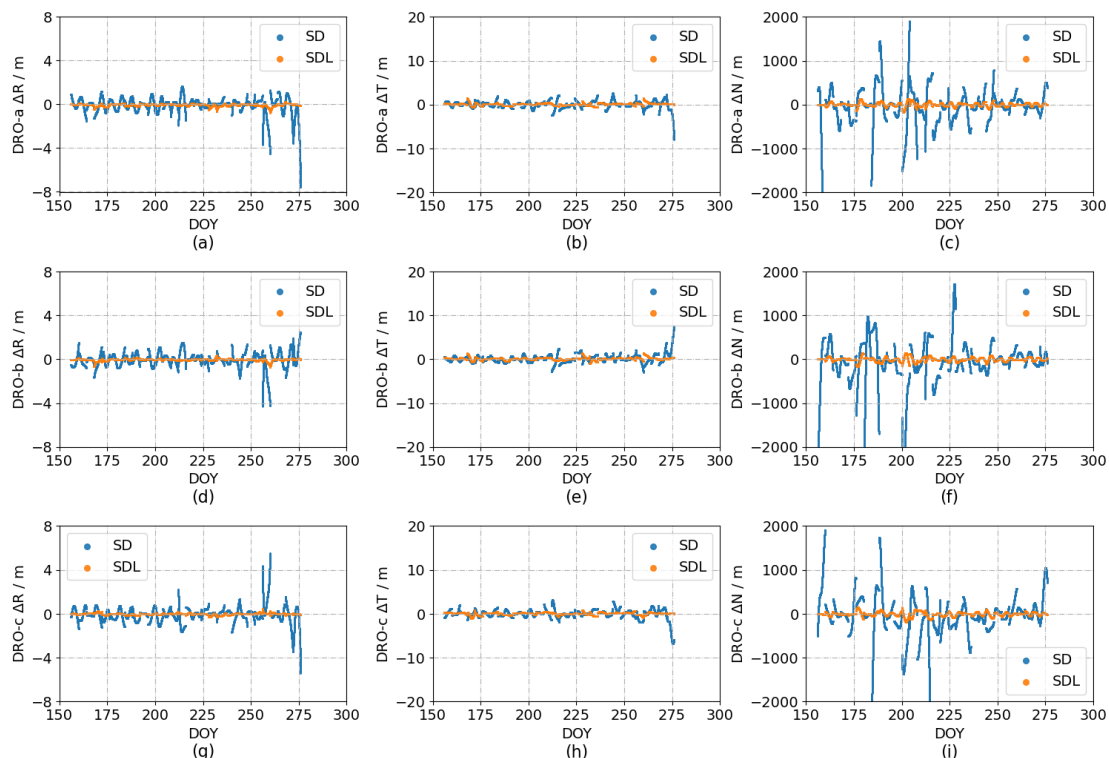 8
4
0
−4
−8
DRO-a ΔR / m
SD
SDL
150 175 200 225 250 275 300
DOY
(a)
20
10
0
−10
−20
DRO-a ΔT / m
SD
SDL
150 175 200 225 250 275 300
DOY
(b)
2000
1000
0
−1000
−2000
DRO-a ΔN / m
SD
SDL
150 175 200 225 250 275 300
DOY
(c)
8
4
0
−4
−8
DRO-b ΔR / m
SD
SDL
150 175 200 225 250 275 300
DOY
(d)
20
10
0
−10
−20
DRO-b ΔT / m
SD
SDL
150 175 200 225 250 275 300
DOY
(e)
2000
1000
0
−1000
−2000
DRO-b ΔN / m
SD
SDL
150 175 200 225 250 275 300
DOY
(f)
8
4
0
−4
−8
DRO-c ΔR / m
SD
SDL
150 175 200 225 250 275 300
DOY
(g)
20
10
0
−10
−20
DRO-c ΔT / m
SD
SDL
150 175 200 225 250 275 300
DOY
(h)
2000
1000
0
−1000
−2000
DRO-c ΔN / m
SD
SDL
150 175 200 225 250 275 300
DOY
(i)